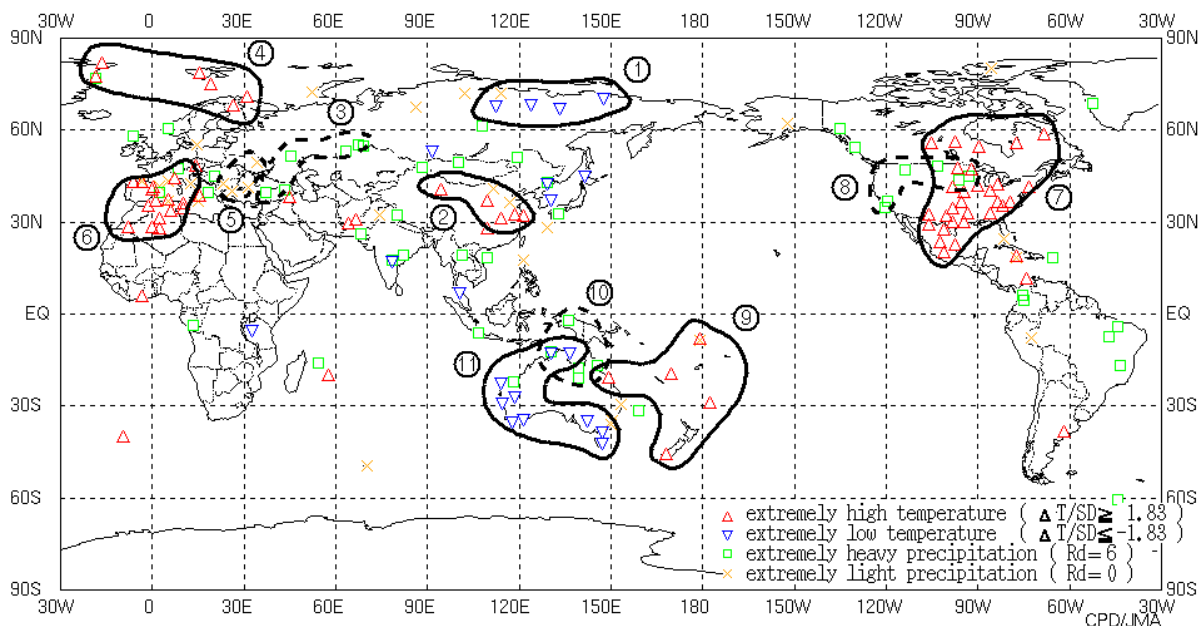 30W 0 30E 60E 90E 120E 150E 180 150W 120W 90W 60W 30W
90N 90N
4 1
3
60N 60N
8
7
2
5
30N 30N
6
10
EQ EQ
9
11
30S 30S
60S 60S
△ extremely high temperature ( ΔT/SD≧ 1.83)
▽ extremely low temperature ( ΔT/SD≦-1.83)
□ extremely heavy precipitation ( Rd=6 )
× extremely light precipitation ( Rd=0 )
90S 90S
30W 0 30E 60E 90E 120E 150E 180 150W 120W 90W 60W 30W
CPD/JMA